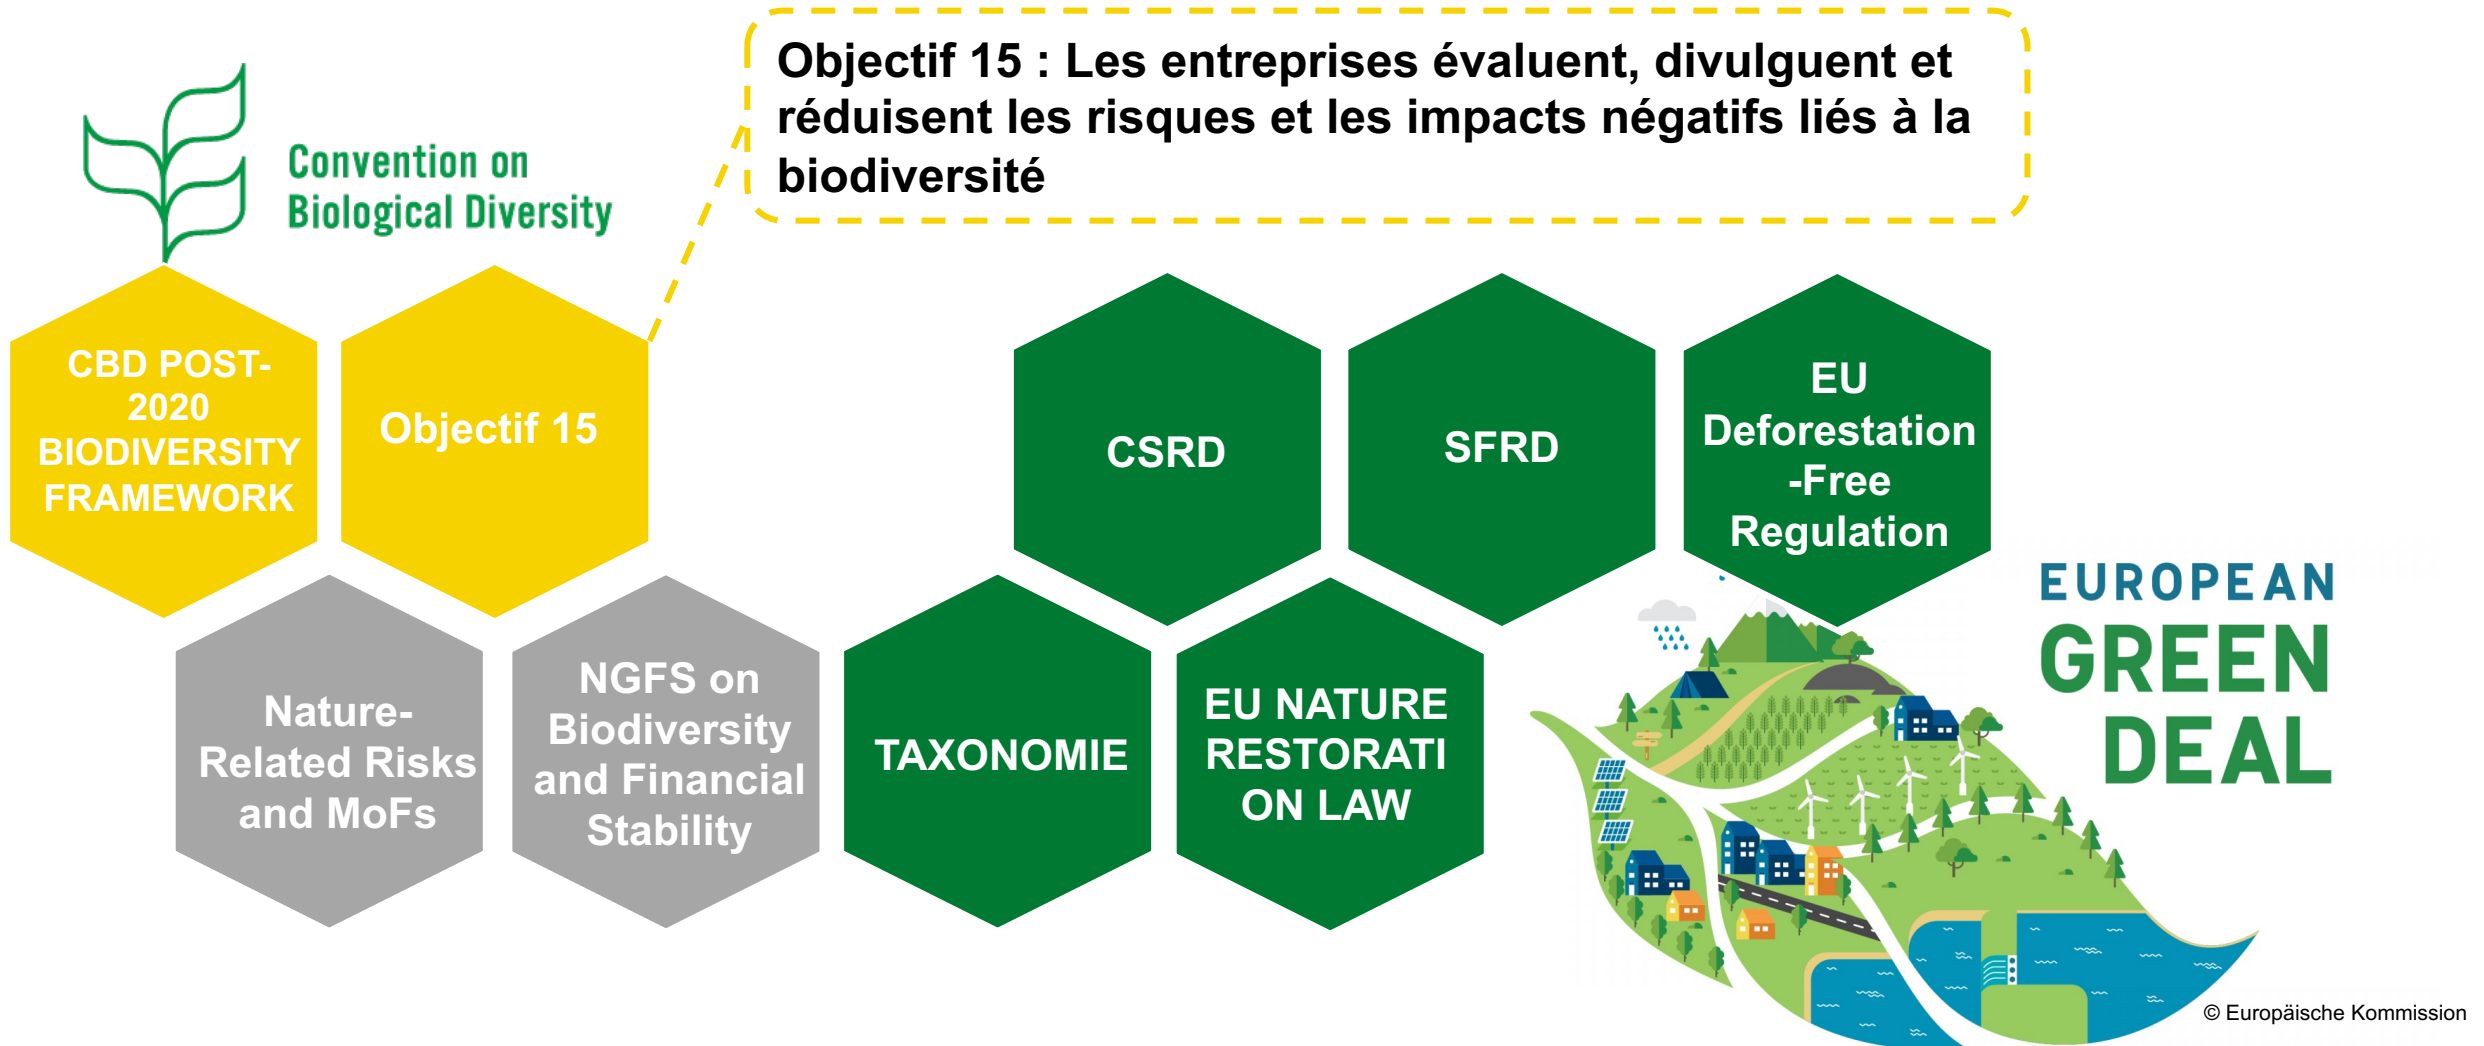 Objectif 15 : Les entreprises évaluent, divulguent et
réduisent les risques et les impacts négatifs liés à la
biodiversité
Convention on
Biological Diversity
CBD POST-
2020
BIODIVERSITY
FRAMEWORK
Objectif 15
CSRD
SFRD
EU
Deforestation
-Free
Regulation
Nature-
Related Risks
and MoFs
NGFS on
Biodiversity
and Financial
Stability
TAXONOMIE
EU NATURE
RESTORATI
ON LAW
EUROPEAN
GREEN
DEAL
© Europäische Kommission